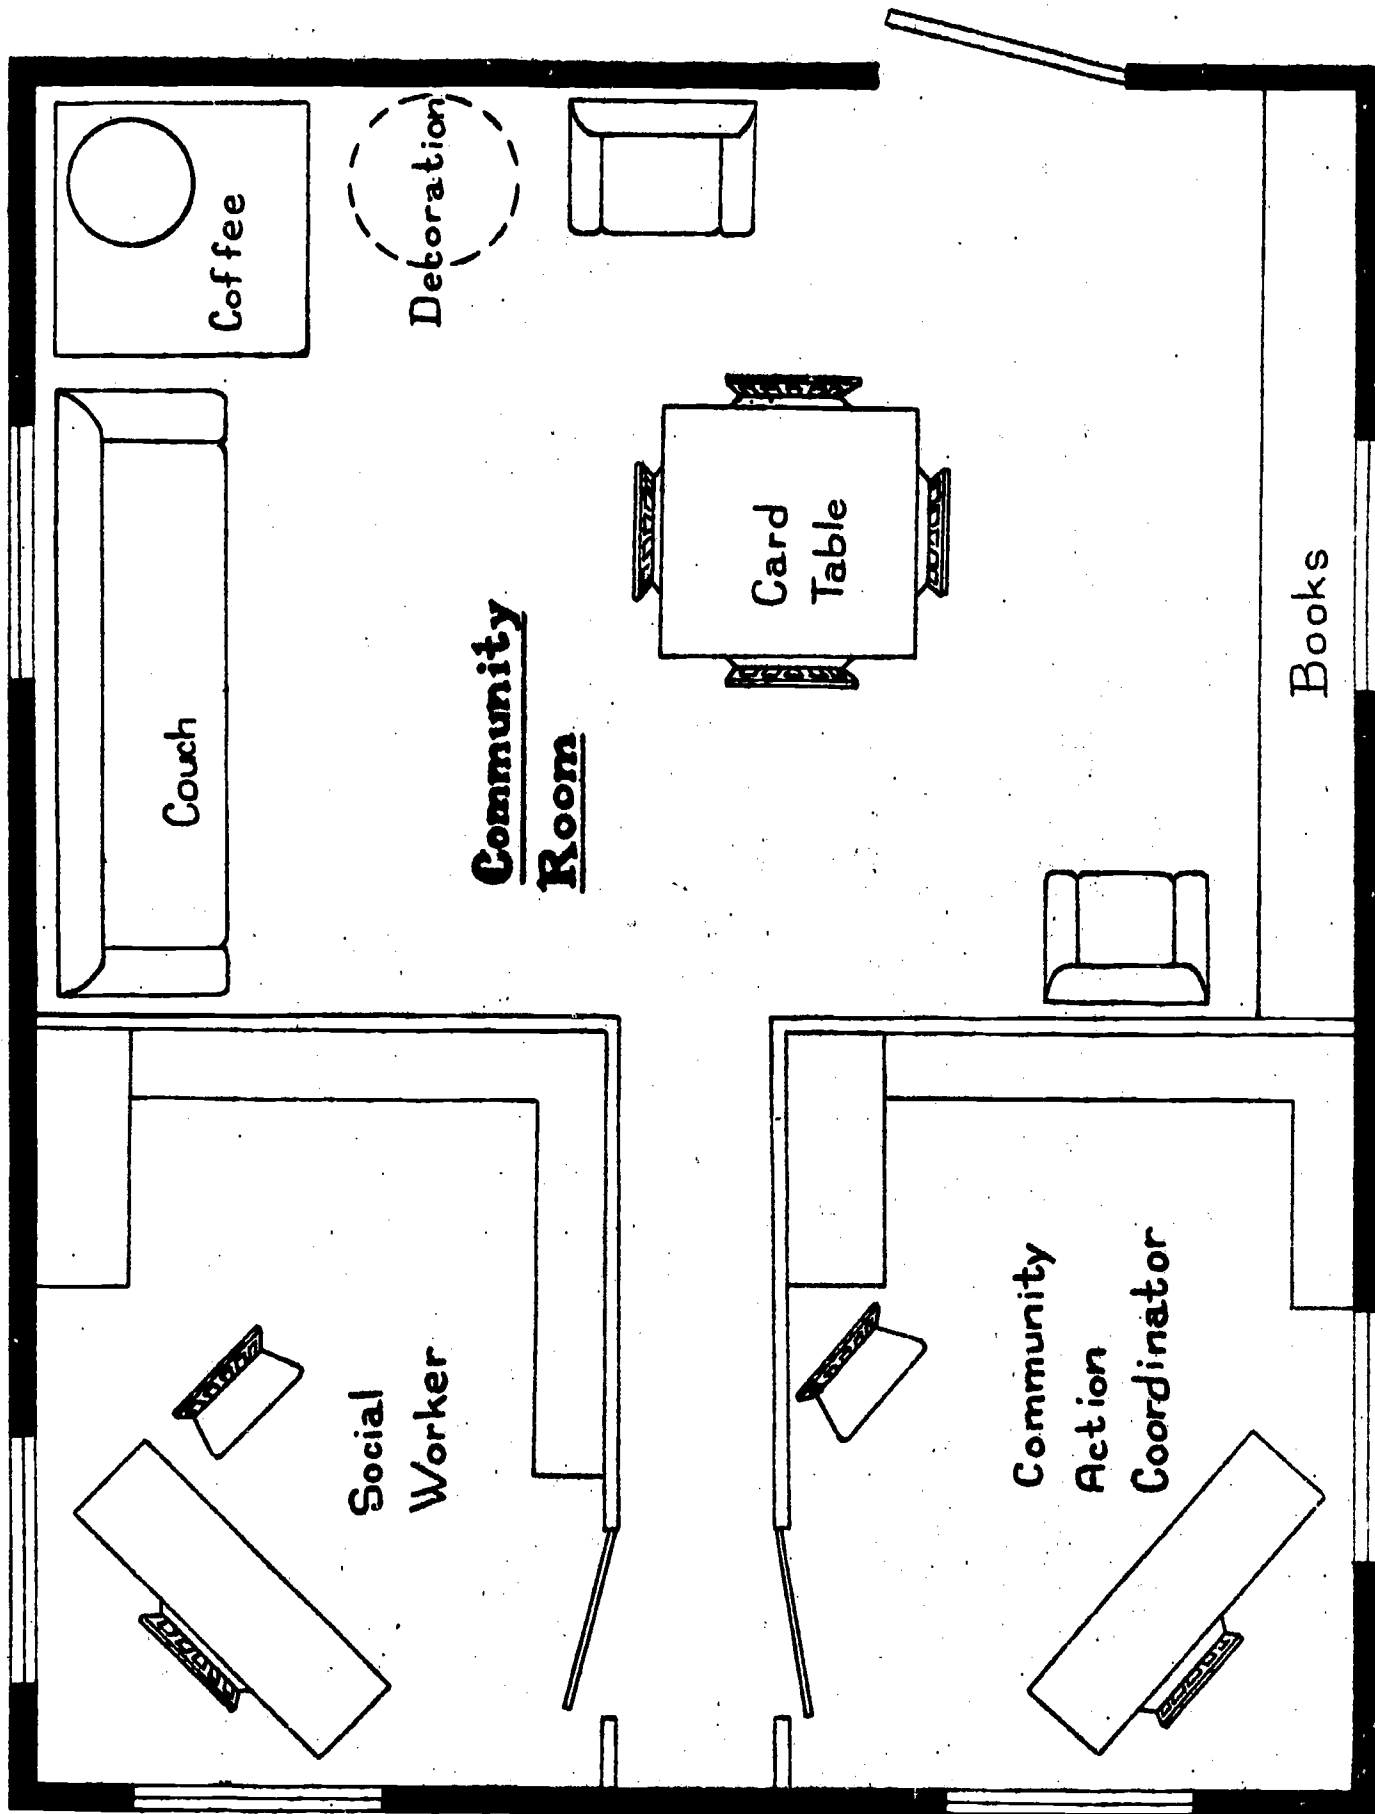 Coffee
Decoration
Couch
Community
Room
Card
Table
Books
Social
Worker
Community
Action
Coordinator